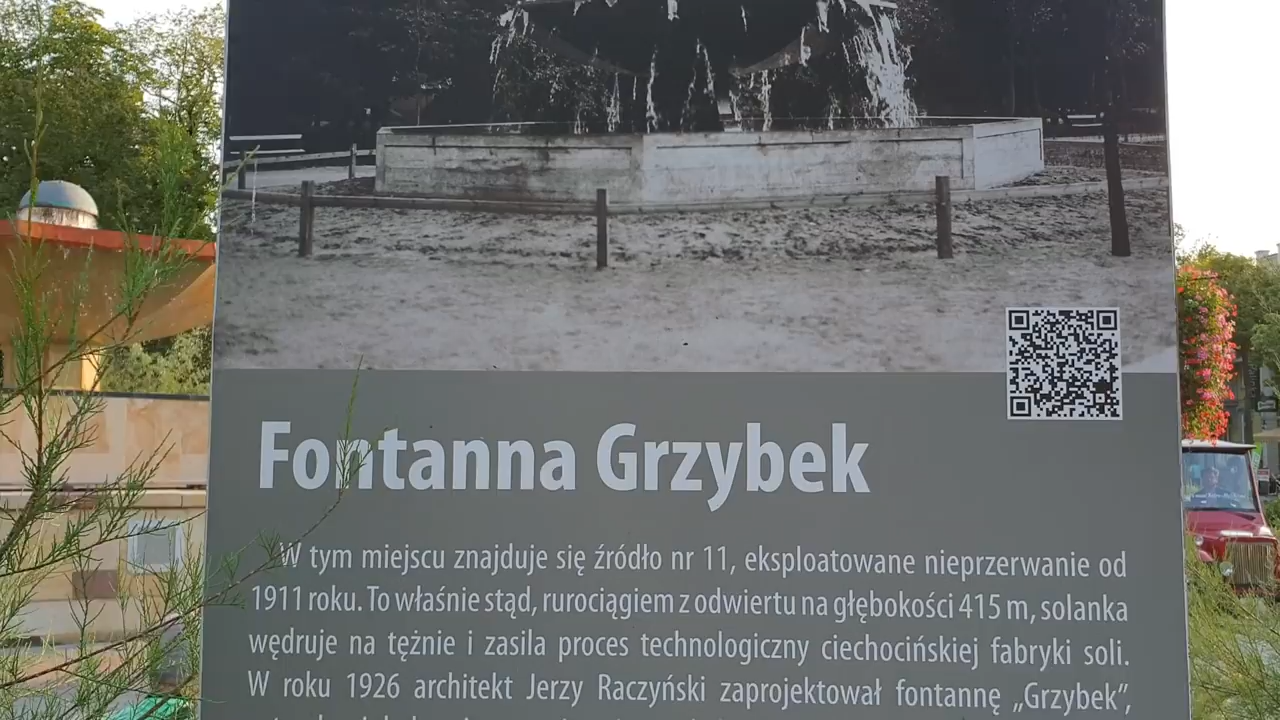 Fontanna Grzybek
W tym miejscu znajduje się źródło nr 11, eksploatowane nieprzerwanie od
1911 roku. To właśnie stąd, rurociągiem z odwiertu na głębokości 415 m, solanka
wędruje na tężnie i zasila proces technologiczny ciechocińskiej fabryki soli.
W roku 1926 architekt Jerzy Raczyński zaprojektował fontannę „Grzybek”,